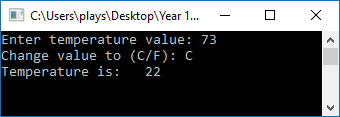 C:\Users\plays\Desktop\Year 1...
Enter temperature value: 73
Change value to (C/F): C
Temperature is:   22